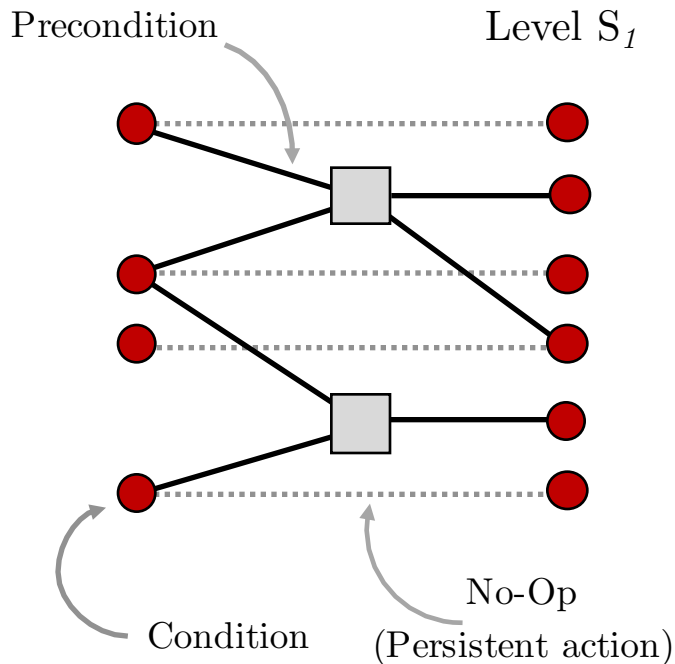 Precondition
Level S1
No-Op
(Persistent action)
Condition